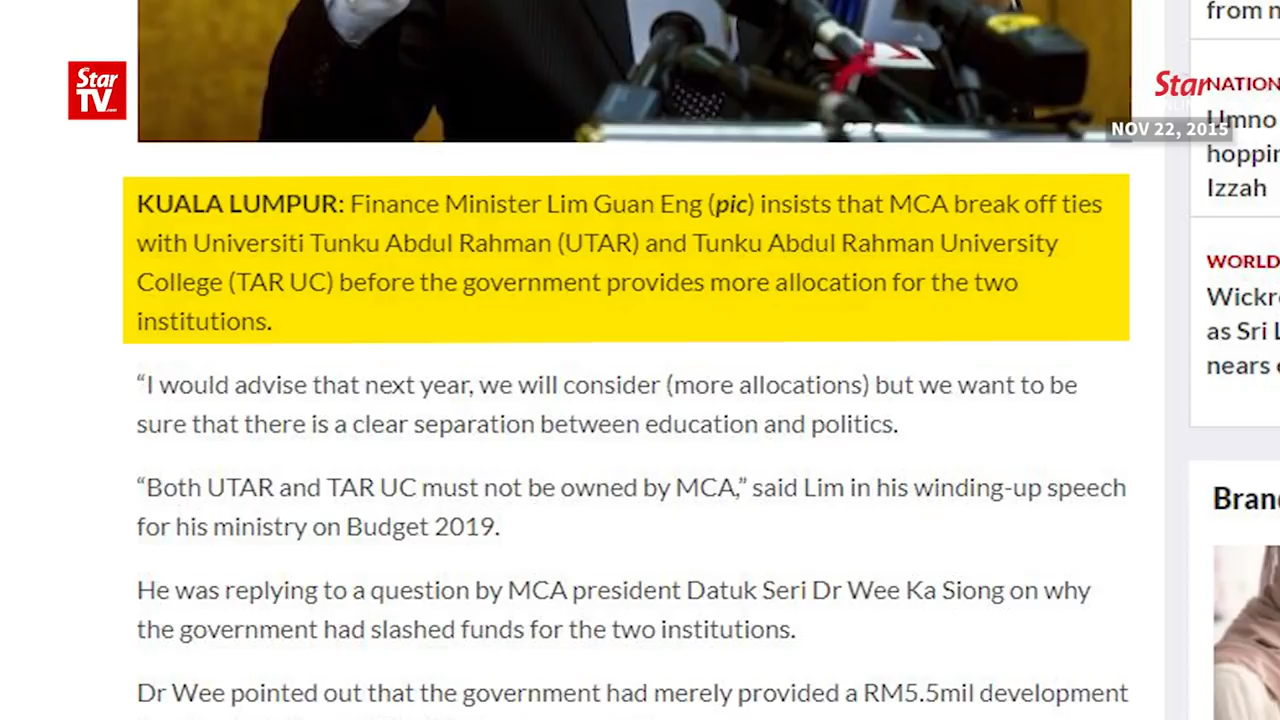 Star
TV
.com
from n
NATION
Star
ONLINE
Umno
NOV 22, 2015
hoppin
Izzah
KUALA LUMPUR: Finance Minister Lim Guan Eng (pic) insists that MCA break off ties
with Universiti Tunku Abdul Rahman (UTAR) and Tunku Abdul Rahman University
College (TAR UC) before the government provides more allocation for the two
institutions.
WORLD
Wickre
as Sri L
nears
“I would advise that next year, we will consider (more allocations) but we want to be
sure that there is a clear separation between education and politics.
“Both UTAR and TAR UC must not be owned by MCA,” said Lim in his winding-up speech
for his ministry on Budget 2019.
Brand
He was replying to a question by MCA president Datuk Seri Dr Wee Ka Siong on why
the government had slashed funds for the two institutions.
Dr Wee pointed out that the government had merely provided a RM5.5mil development